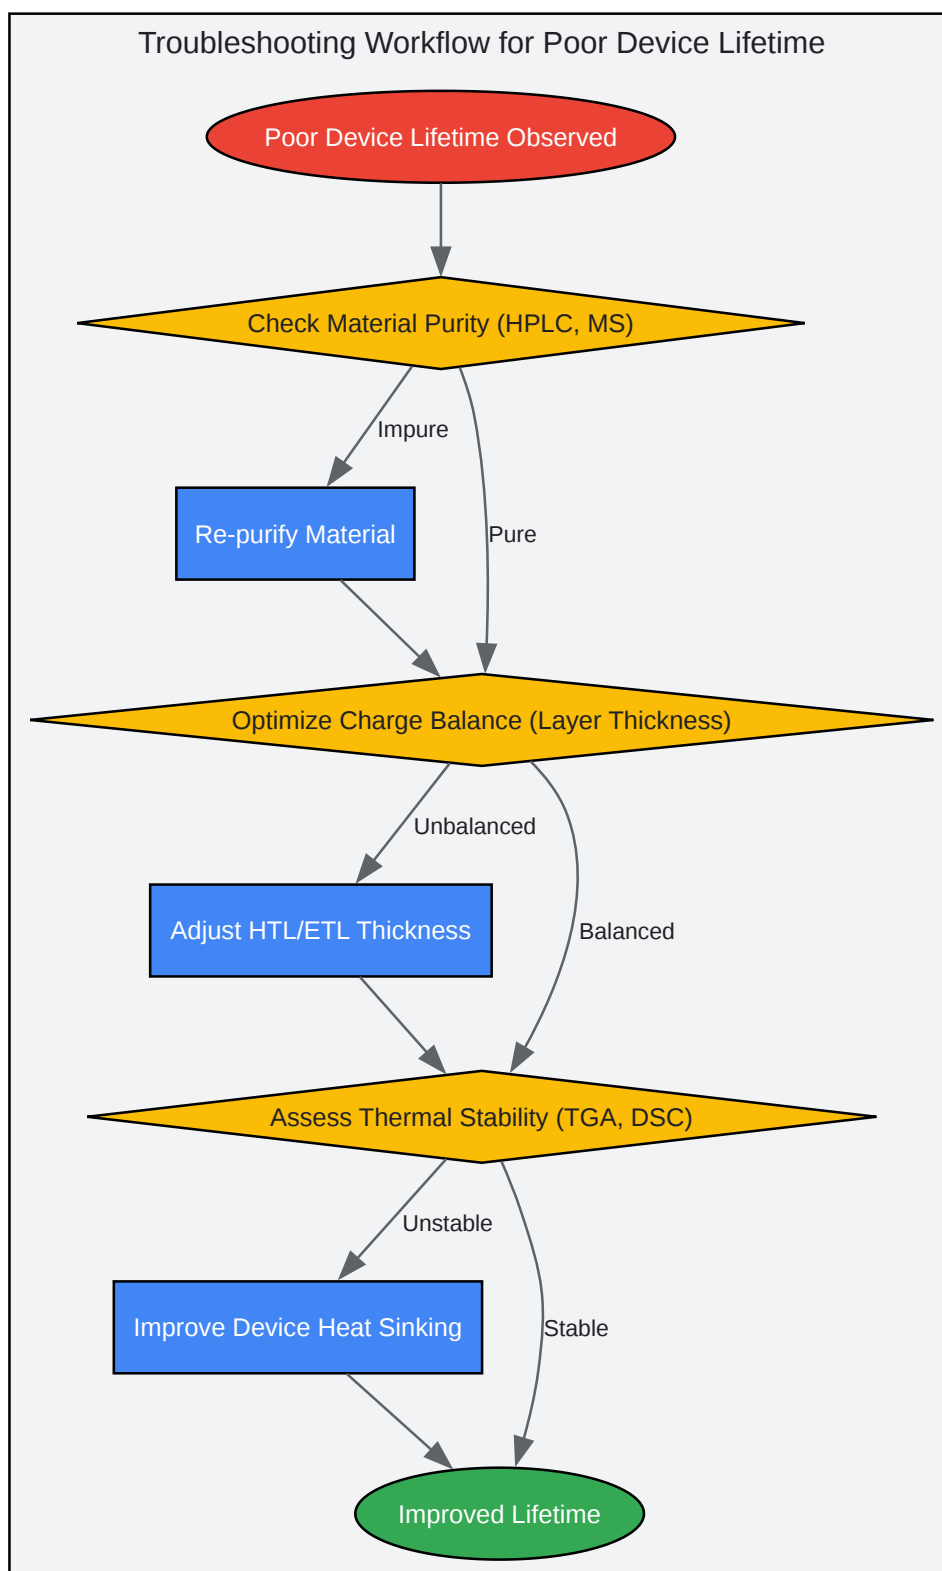 Troubleshooting Workflow for Poor Device Lifetime
Poor Device Lifetime Observed
Check Material Purity (HPLC, MS)
Impure
Re-purify Material
Pure
Optimize Charge Balance (Layer Thickness)
Unbalanced
Adjust HTL/ETL Thickness
Balanced
Assess Thermal Stability (TGA, DSC)
Unstable
Improve Device Heat Sinking
Stable
Improved Lifetime